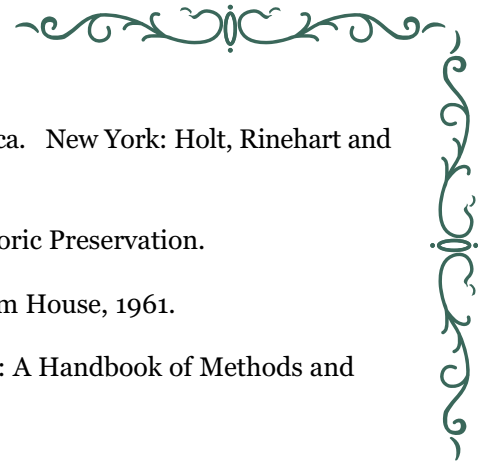 ca. New York: Holt, Rinehart and
oric Preservation.
m House, 1961.
: A Handbook of Methods and